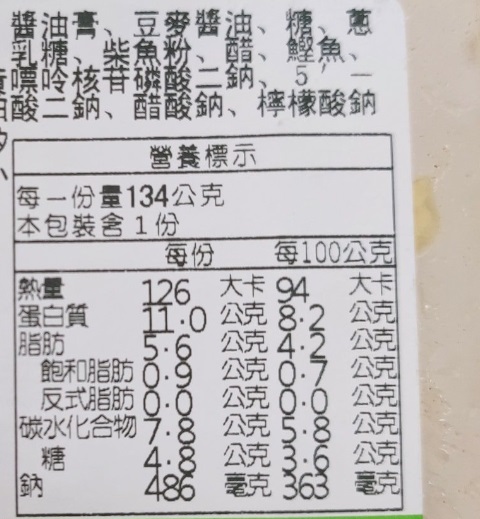 醬油膏、豆麥醬油、糖、蔥
乳糖、柴魚粉、醋、鰹魚、
嘌呤核苷磷酸二鈉、5'－
酸二鈉、醋酸鈉、檸檬酸鈉
營養標示
每一份量134公克
本包裝含1份
每份 每100公克
熱量 126 大卡 94 大卡
蛋白質 11.0 公克 8.2 公克
脂肪 5.6 公克 4.2 公克
飽和脂肪 0.9 公克 0.7 公克
反式脂肪 0.0 公克 0.0 公克
碳水化合物 7.8 公克 5.8 公克
糖 4.8 公克 3.6 公克
鈉 486 毫克 363 毫克